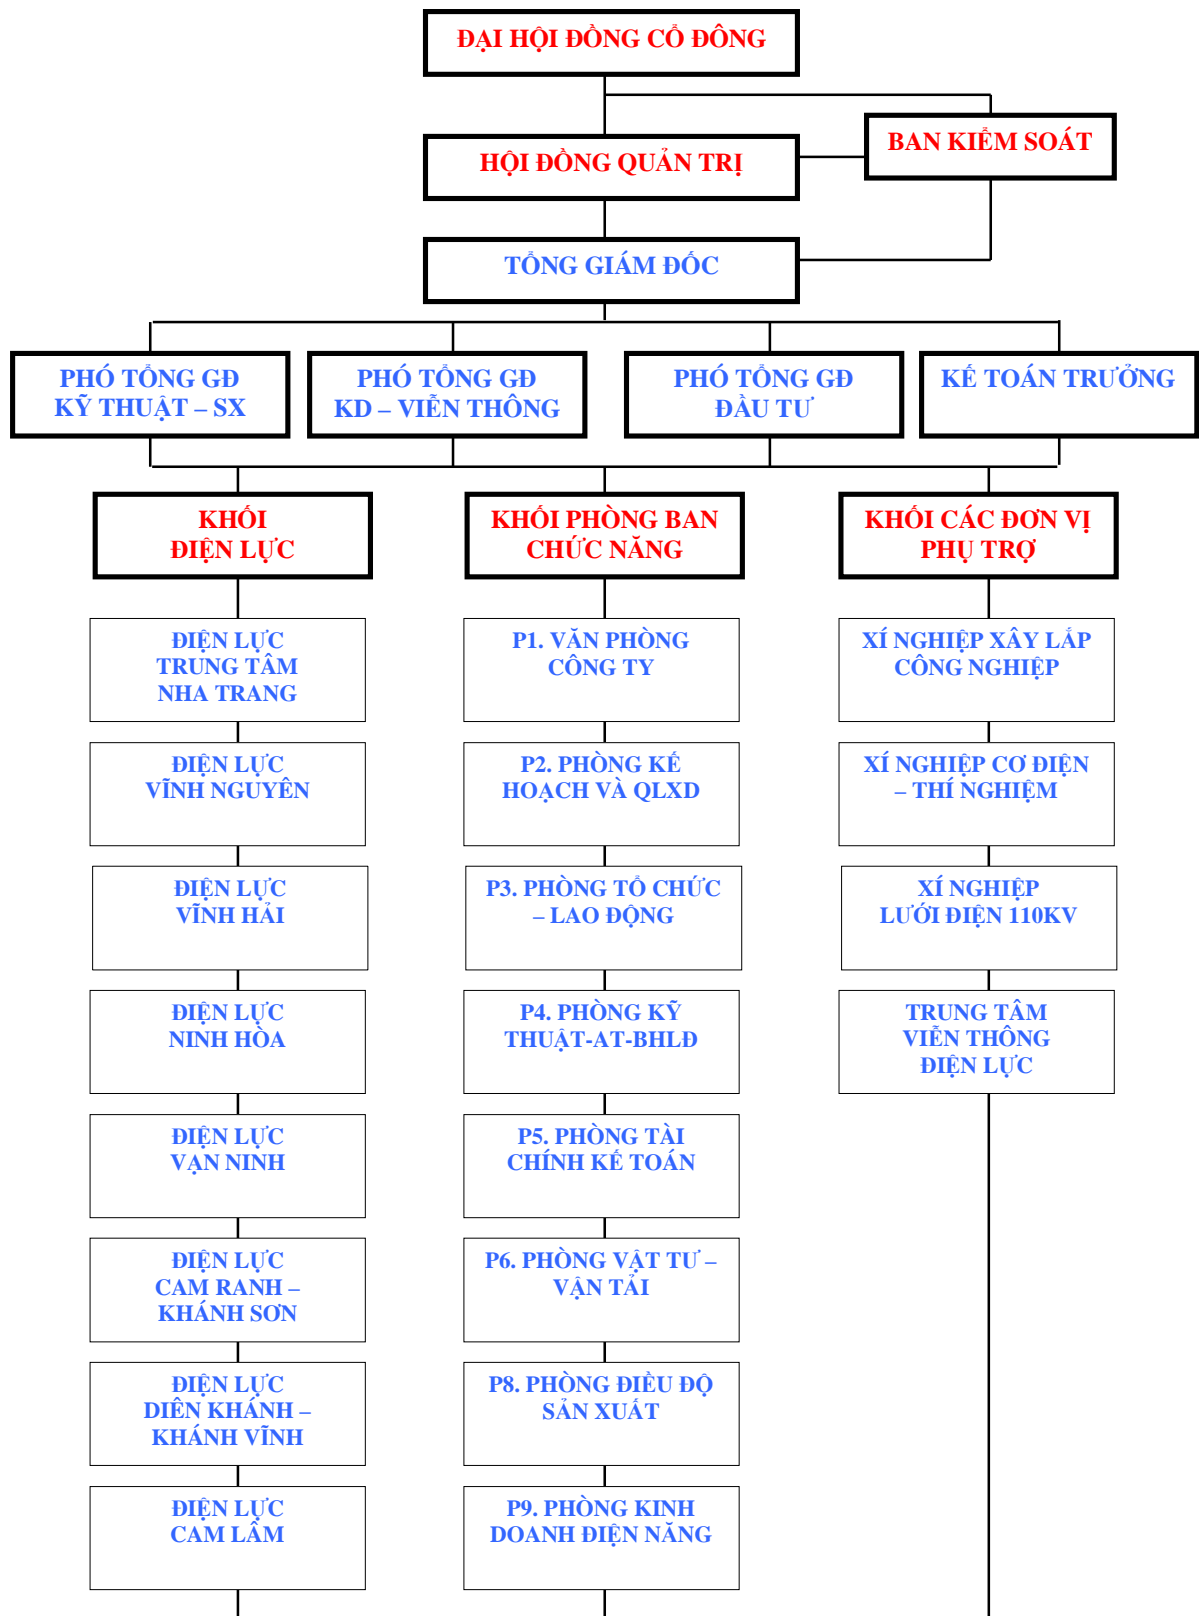 ĐẠI HỘI ĐỒNG CỔ ĐÔNG
BAN KIỂM SOÁT
HỘI ĐỒNG QUẢN TRỊ
TỔNG GIÁM ĐỐC
PHÓ TỔNG GĐ
KỸ THUẬT – SX
PHÓ TỔNG GĐ
KD – VIỄN THÔNG
PHÓ TỔNG GĐ
ĐẦU TƯ
KẾ TOÁN TRƯỞNG
KHỐI
ĐIỆN LỰC
KHỐI PHÒNG BAN
CHỨC NĂNG
KHỐI CÁC ĐƠN VỊ
PHỤ TRỢ
ĐIỆN LỰC
TRUNG TÂM
NHA TRANG
P1. VĂN PHÒNG
CÔNG TY
XÍ NGHIỆP XÂY LẮP
CÔNG NGHIỆP
ĐIỆN LỰC
VĨNH NGUYÊN
P2. PHÒNG KẾ
HOẠCH VÀ QLXD
XÍ NGHIỆP CƠ ĐIỆN
– THÍ NGHIỆM
ĐIỆN LỰC
VĨNH HẢI
P3. PHÒNG TỔ CHỨC
– LAO ĐỘNG
XÍ NGHIỆP
LƯỚI ĐIỆN 110KV
ĐIỆN LỰC
NINH HÒA
P4. PHÒNG KỸ
THUẬT-AT-BHLĐ
TRUNG TÂM
VIỄN THÔNG
ĐIỆN LỰC
ĐIỆN LỰC
VẠN NINH
P5. PHÒNG TÀI
CHÍNH KẾ TOÁN
ĐIỆN LỰC
CAM RANH –
KHÁNH SƠN
P6. PHÒNG VẬT TƯ –
VẬN TẢI
ĐIỆN LỰC
DIÊN KHÁNH –
KHÁNH VĨNH
P8. PHÒNG ĐIỀU ĐỘ
SẢN XUẤT
ĐIỆN LỰC
CAM LÂM
P9. PHÒNG KINH
DOANH ĐIỆN NĂNG